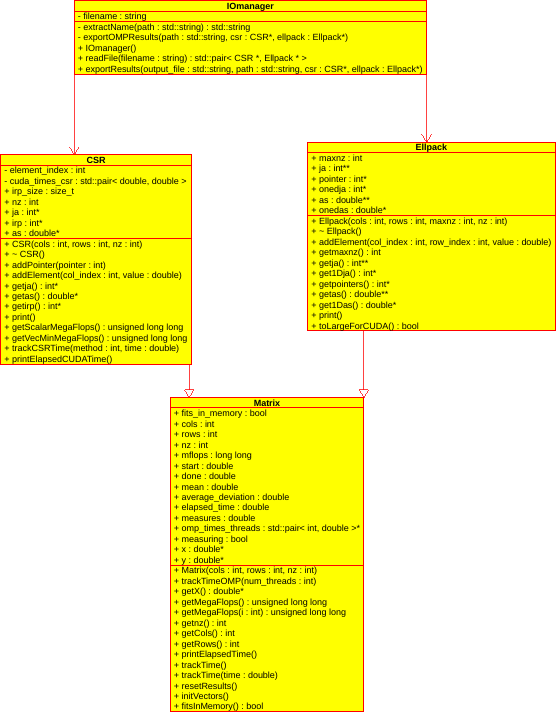 IOmanager
- filename : string
- extractName(path : std::string) : std::string
- exportOMPResults(path : std::string, csr : CSR*, ellpack : Ellpack*)
+ IOmanager()
+ readFile(filename : string) : std::pair< CSR *, Ellpack * >
+ exportResults(output_file : std::string, path : std::string, csr : CSR*, ellpack : Ellpack*)
CSR
- element_index : int
- cuda_times_csr : std::pair< double, double >
+ irp_size : size_t
+ nz : int
+ ja : int*
+ irp : int*
+ as : double*
+ CSR(cols : int, rows : int, nz : int)
+ ~ CSR()
+ addPointer(pointer : int)
+ addElement(col_index : int, value : double)
+ getja() : int*
+ getas() : double*
+ getirp() : int*
+ print()
+ getScalarMegaFlops() : unsigned long long
+ getVecMinMegaFlops() : unsigned long long
+ trackCSRTime(method : int, time : double)
+ printElapsedCUDATime()
Ellpack
+ maxnz : int
+ ja : int**
+ pointer : int*
+ onedja : int*
+ as : double**
+ onedas : double*
+ Ellpack(cols : int, rows : int, maxnz : int, nz : int)
+ ~ Ellpack()
+ addElement(col_index : int, row_index : int, value : double)
+ getmaxnz() : int
+ getja() : int**
+ get1Dja() : int*
+ getpointers() : int*
+ getas() : double**
+ get1Das() : double*
+ print()
+ toLargeForCUDA() : bool
Matrix
+ fits_in_memory : bool
+ cols : int
+ rows : int
+ nz : int
+ mflops : long long
+ start : double
+ done : double
+ mean : double
+ average_deviation : double
+ elapsed_time : double
+ measures : double
+ omp_times_threads : std::pair< int, double >*
+ measuring : bool
+ x : double*
+ y : double*
+ Matrix(cols : int, rows : int, nz : int)
+ trackTimeOMP(num_threads : int)
+ getX() : double*
+ getMegaFlops() : unsigned long long
+ getMegaFlops(i : int) : unsigned long long
+ getnz() : int
+ getCols() : int
+ getRows() : int
+ printElapsedTime()
+ trackTime()
+ trackTime(time : double)
+ resetResults()
+ initVectors()
+ fitsInMemory() : bool